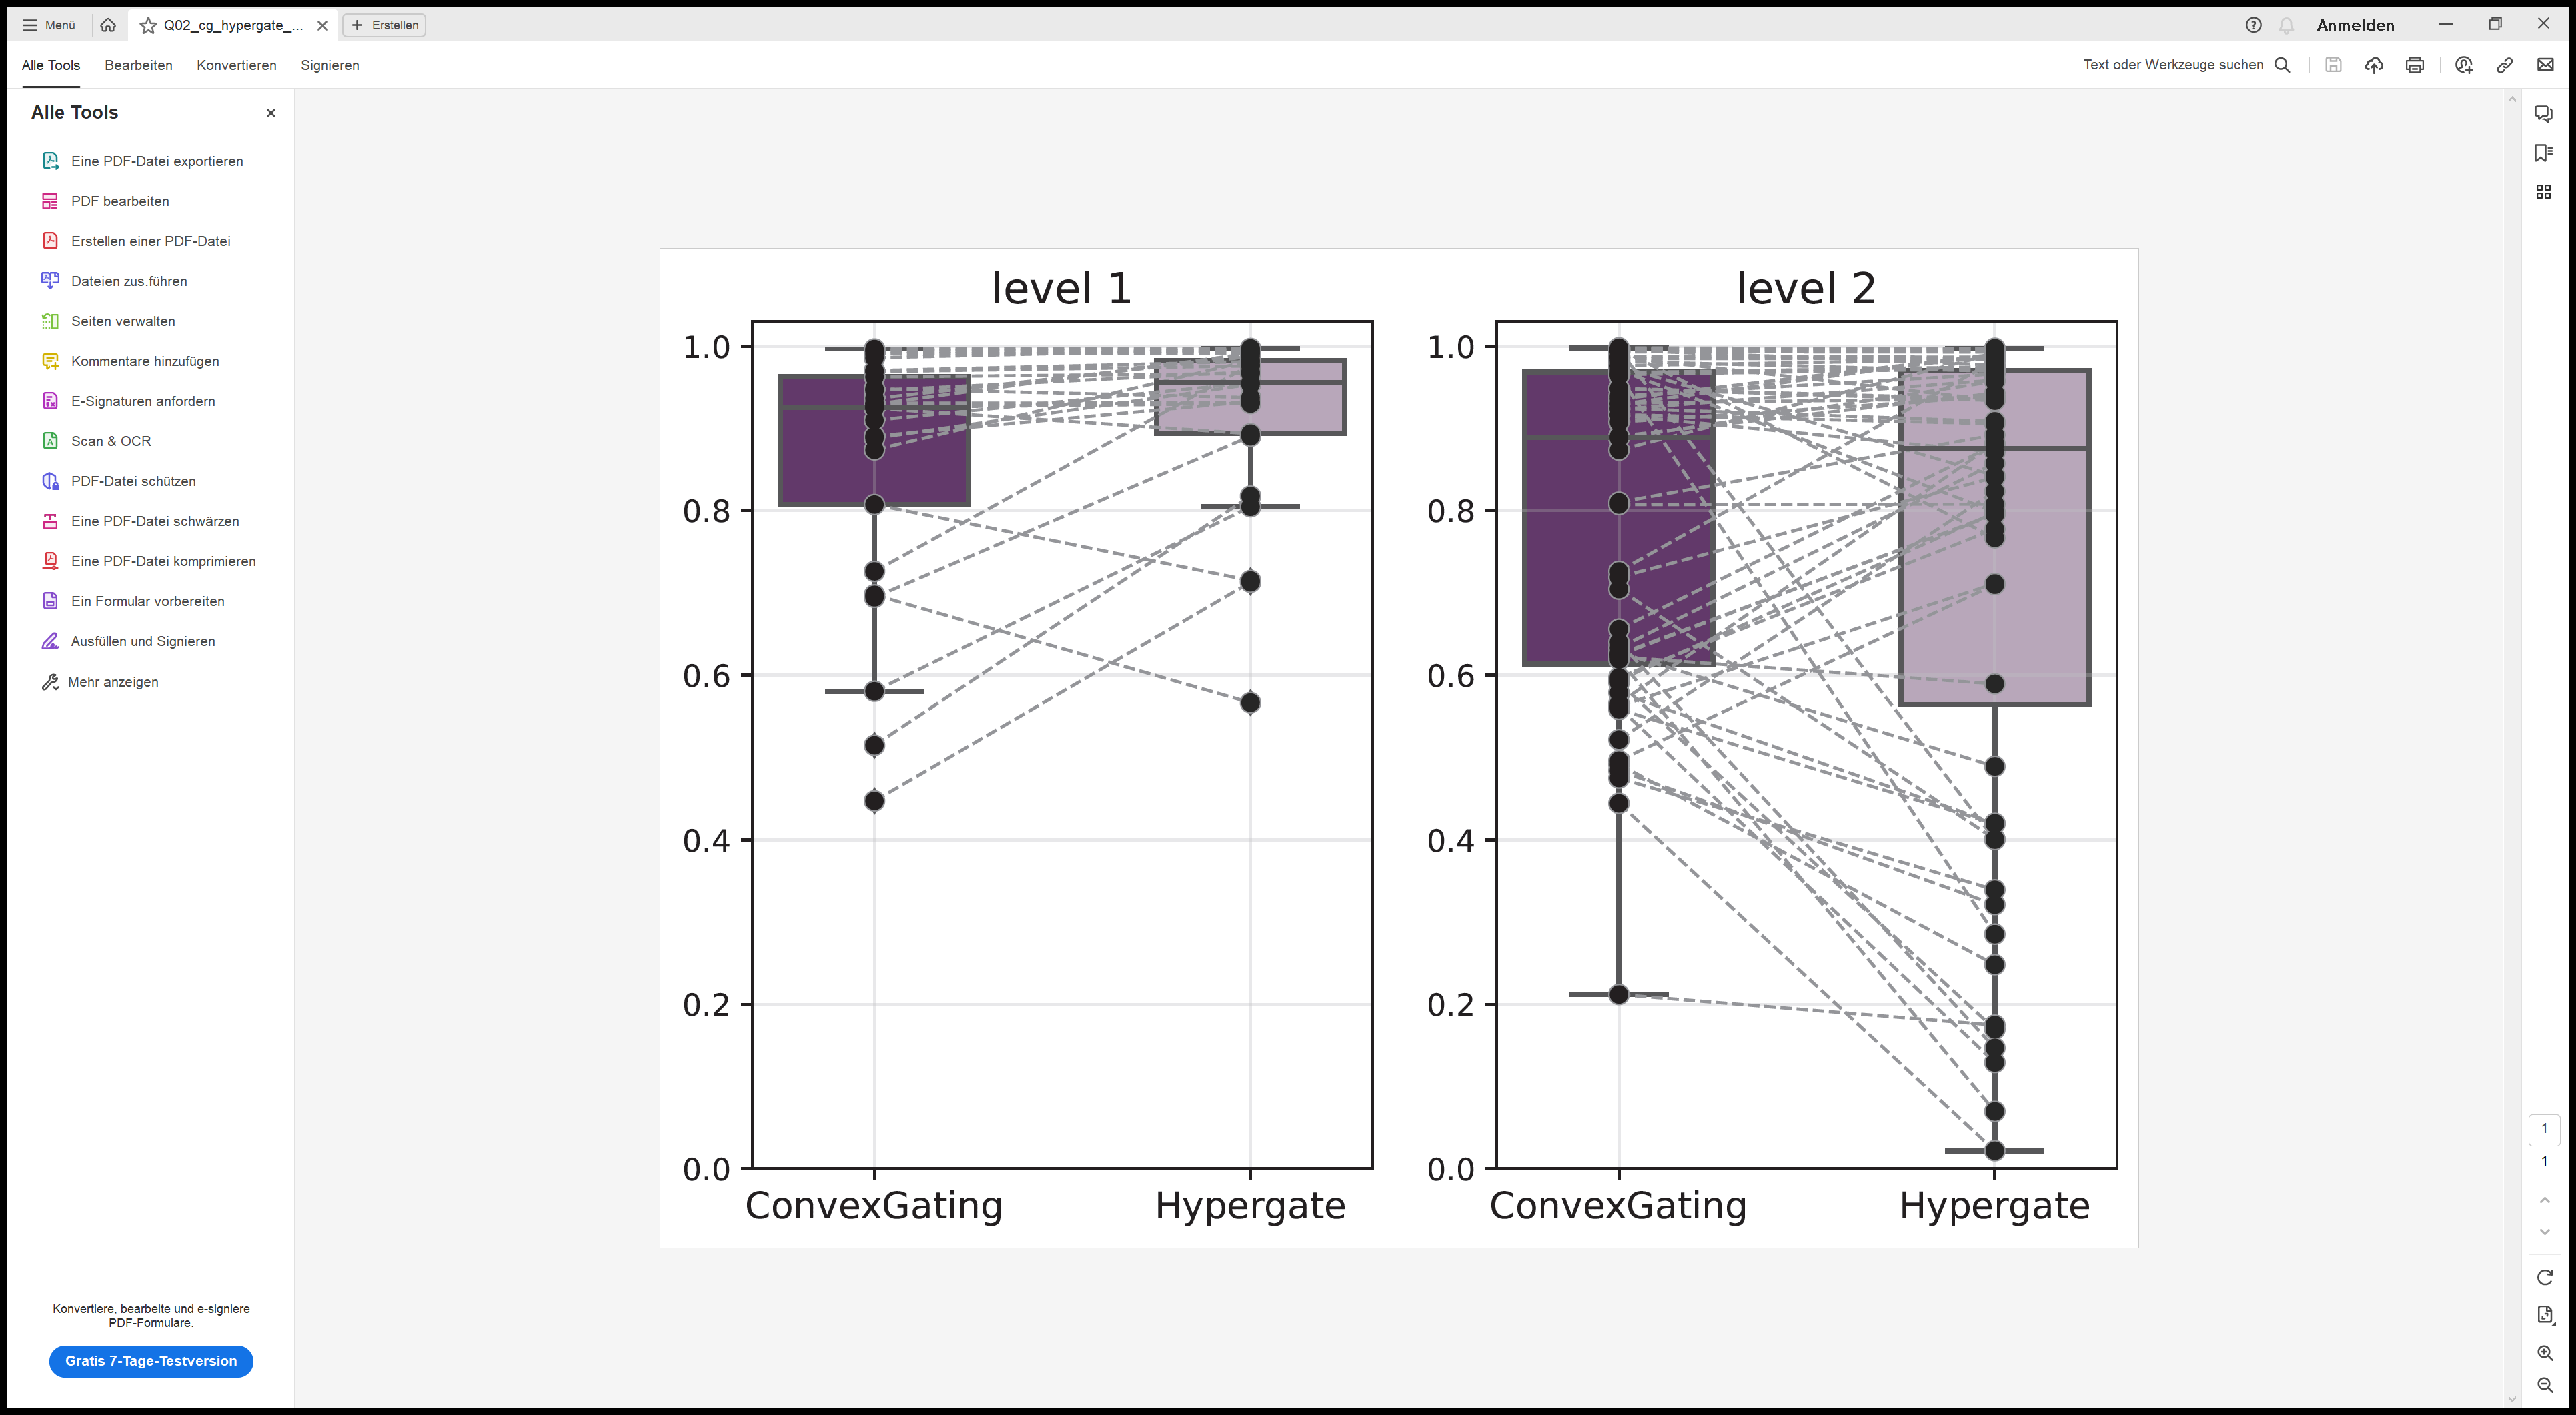 Menü
Q02_cg_hypergate_...
Erstellen
Anmelden
Alle Tools
Bearbeiten
Konvertieren
Signieren
Text oder Werkzeuge suchen
Alle Tools
Eine PDF-Datei exportieren
PDF bearbeiten
Erstellen einer PDF-Datei
Dateien zus.führen
Seiten verwalten
Kommentare hinzufügen
E-Signaturen anfordern
Scan & OCR
PDF-Datei schützen
Eine PDF-Datei schwärzen
Eine PDF-Datei komprimieren
Ein Formular vorbereiten
Ausfüllen und Signieren
Mehr anzeigen
Konvertiere, bearbeite und e-signiere
PDF-Formulare.
Gratis 7-Tage-Testversion
level 1
1.0
0.8
0.6
0.4
0.2
0.0
ConvexGating
Hypergate
level 2
1.0
0.8
0.6
0.4
0.2
0.0
ConvexGating
Hypergate
1
1